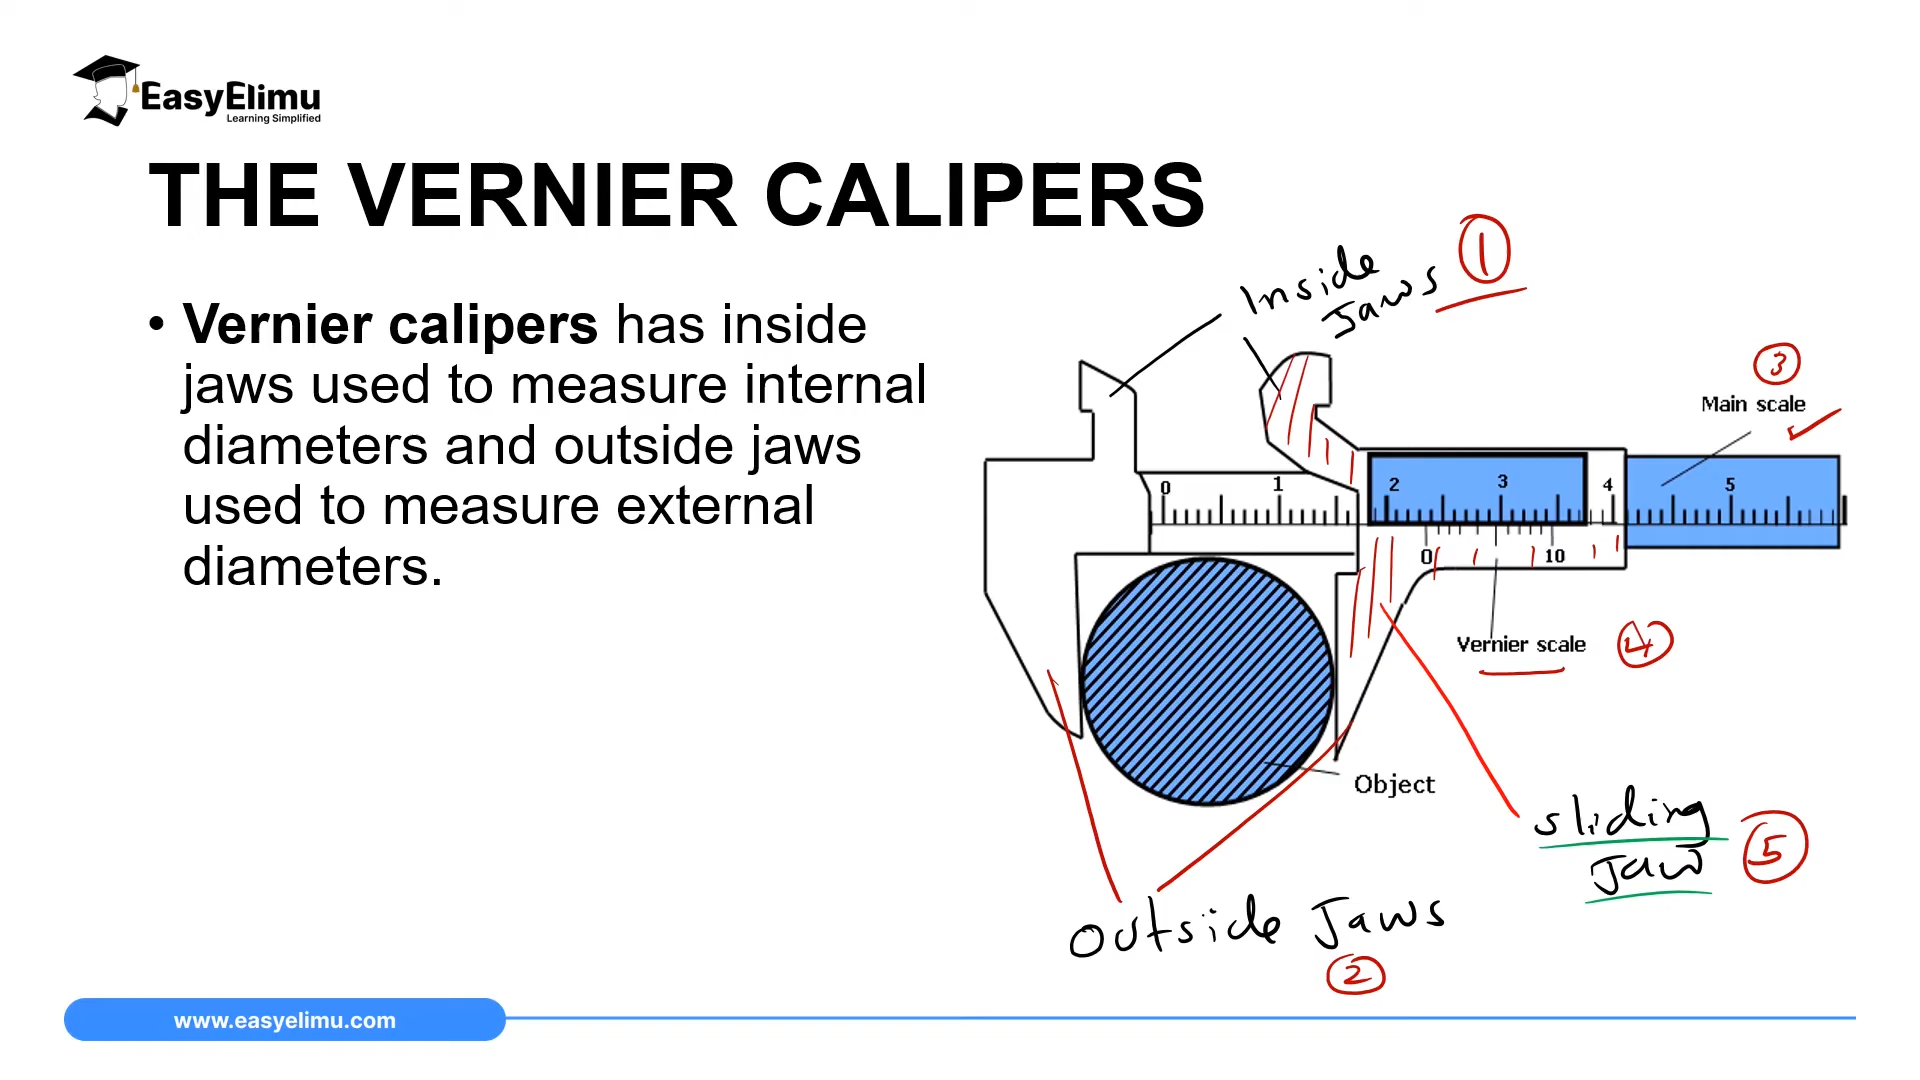 EasyElimu
Learning Simplified
THE VERNIER CALIPERS
• Vernier calipers has inside
jaws used to measure internal
diameters and outside jaws
used to measure external
diameters.
Inside
Jaws 1
3
Main scale
0 1 2 3 4 5
0 10
Vernier scale 4
Object
sliding
Jaw 5
Outside Jaws
2
www.easyelimu.com